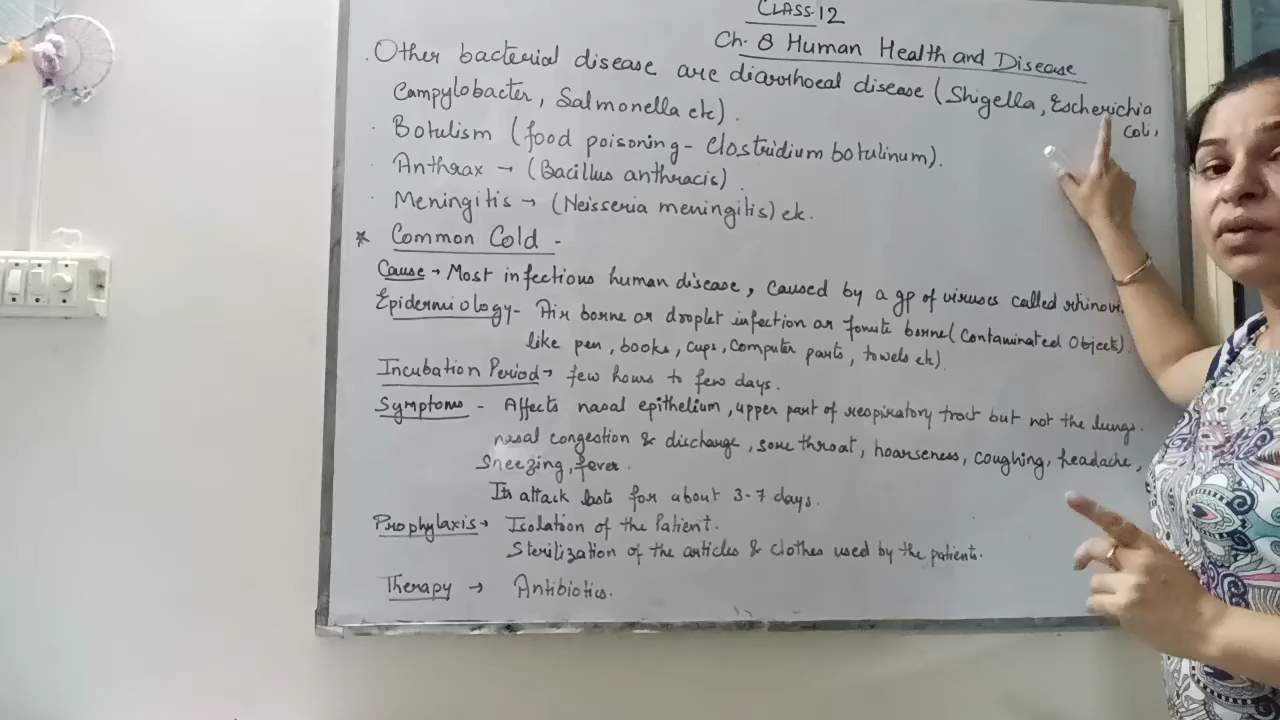 CLASS-12
Ch. 8 Human Health and Disease
. Other bacterial disease are diarrhoeal disease (Shigella, Escherichia coli,
Campylobacter, Salmonella etc).
. Botulism (food poisoning - Clostridium botulinum).
. Anthrax → (Bacillus anthracis)
. Meningitis → (Neisseria meningitis) etc.
* Common Cold -
Cause → Most infectious human disease, caused by a gp of viruses called rhinovi
Epidermiology - Air borne or droplet infection or fomite borne (Contaminated Objects).
like pen, books, cups, computer parts, towels etc).
Incubation Period → few hours to few days.
Symptoms - Affects nasal epithelium, upper part of respiratory tract but not the lungs.
nasal congestion & discharge, sore throat, hoarseness, coughing, headache,
Sneezing, fever.
Its attack lasts for about 3-7 days.
Prophylaxis → Isolation of the Patient.
Sterilization of the articles & clothes used by the patients.
Therapy → Antibiotics.